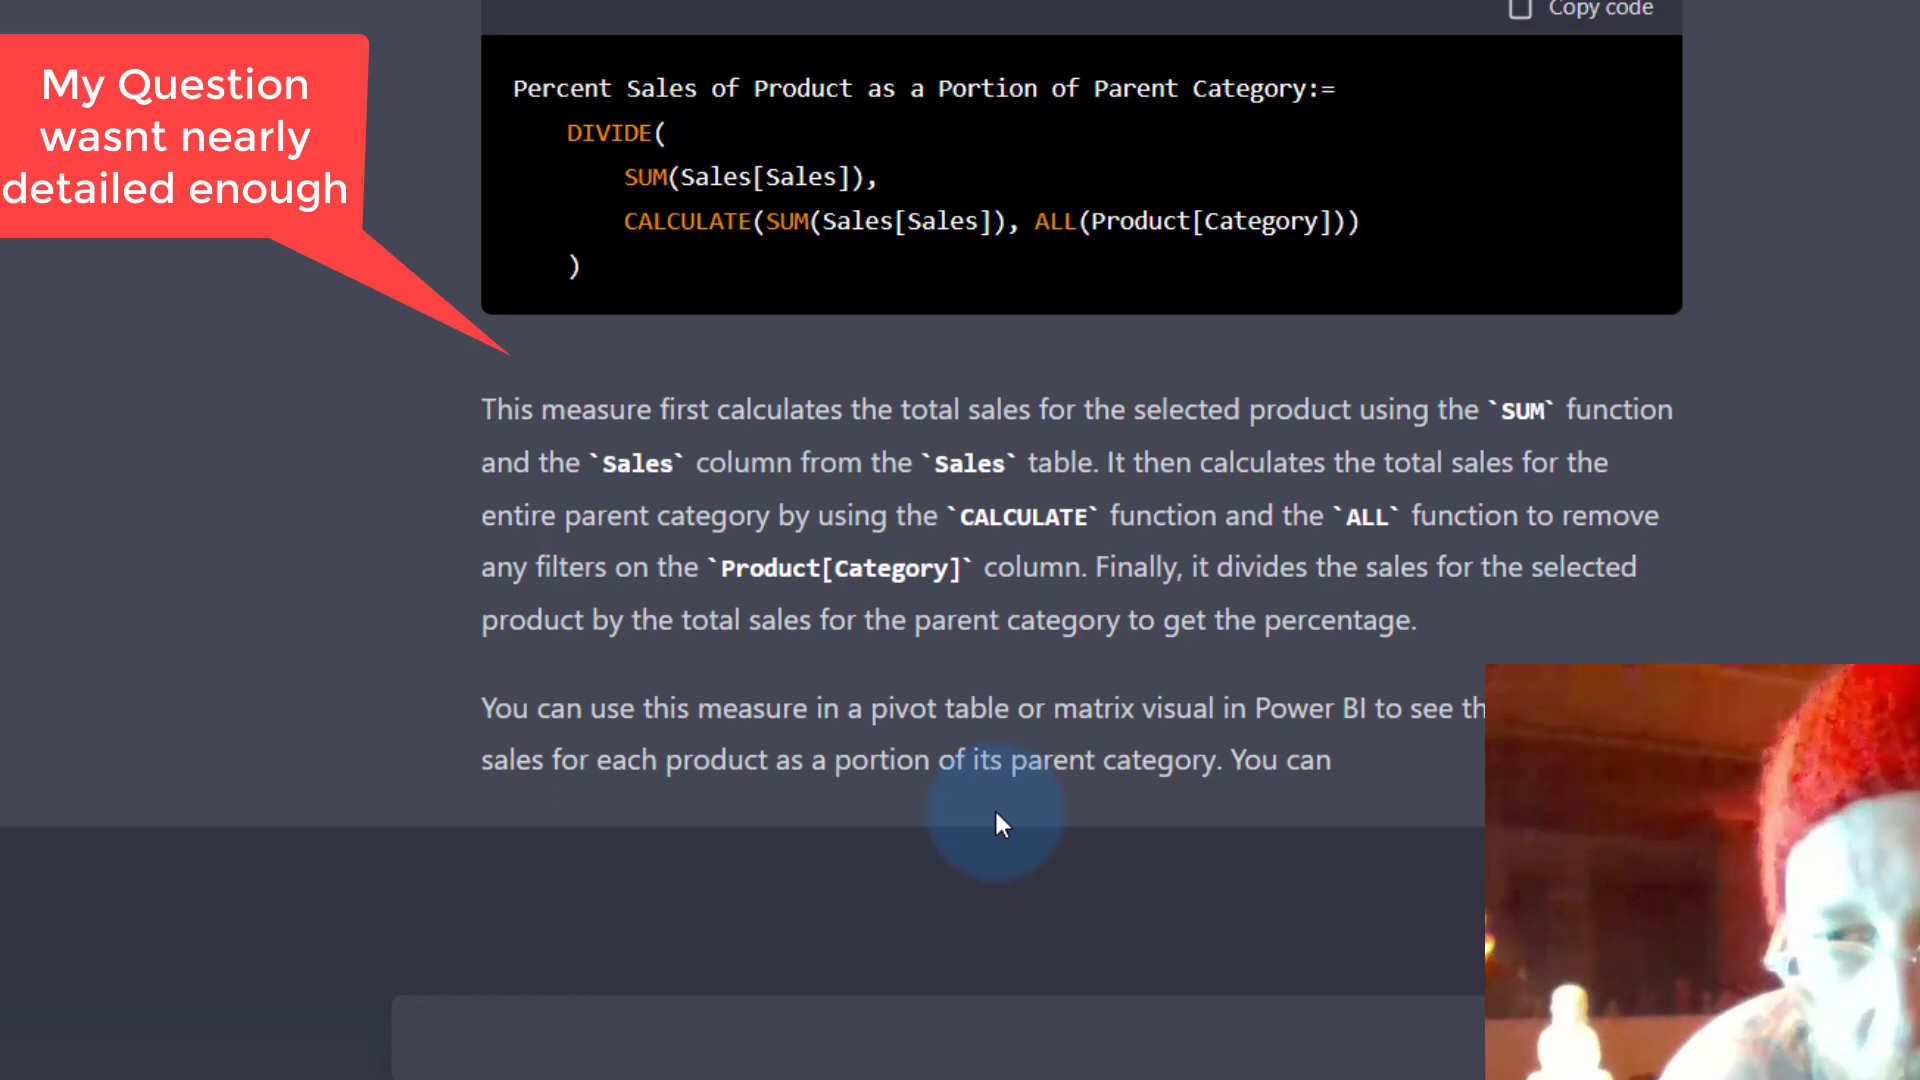 Copy code
My Question
wasnt nearly
detailed enough
Percent Sales of Product as a Portion of Parent Category:=
DIVIDE(
SUM(Sales[Sales]),
CALCULATE(SUM(Sales[Sales]), ALL(Product[Category]))
)
This measure first calculates the total sales for the selected product using the `SUM` function
and the `Sales` column from the `Sales` table. It then calculates the total sales for the
entire parent category by using the `CALCULATE` function and the `ALL` function to remove
any filters on the `Product[Category]` column. Finally, it divides the sales for the selected
product by the total sales for the parent category to get the percentage.
You can use this measure in a pivot table or matrix visual in Power BI to see
sales for each product as a portion of its parent category. You can